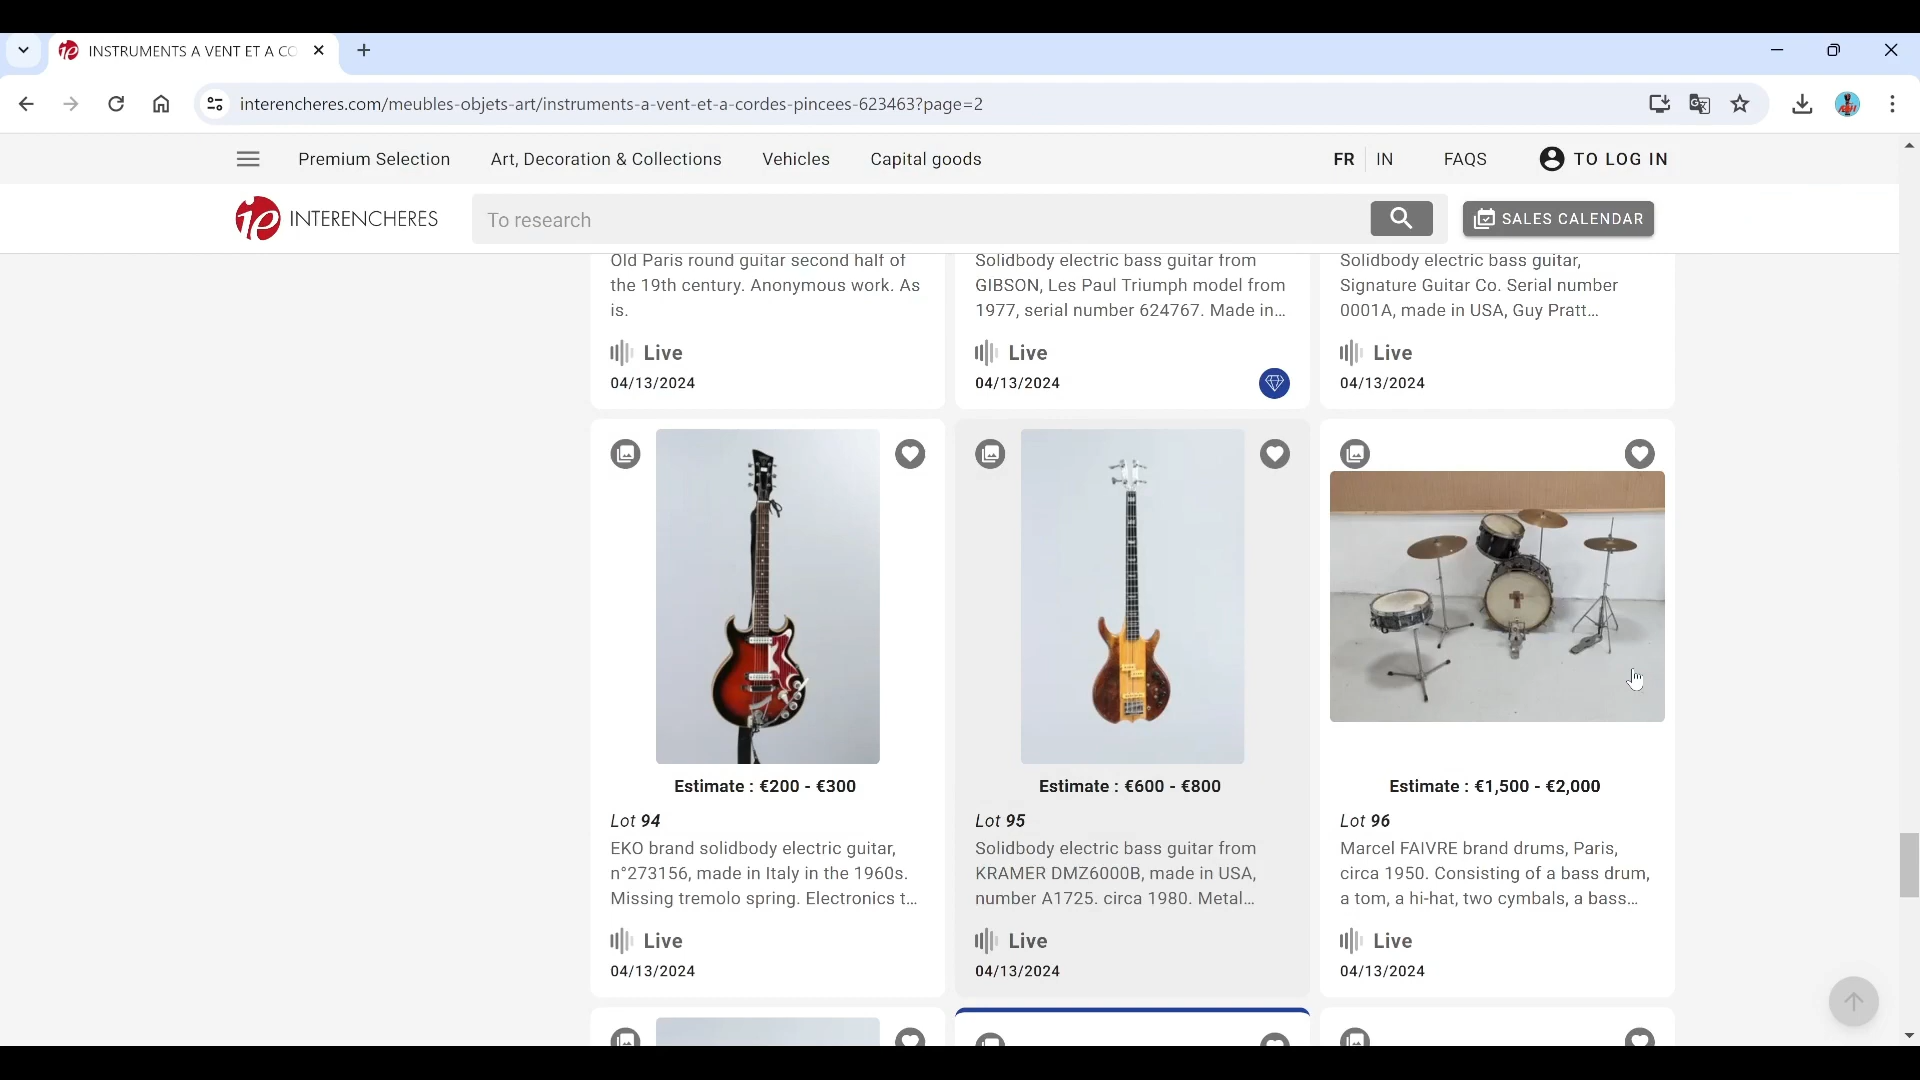 INSTRUMENTS A VENT ET A CO
interencheres.com/meubles-objets-art/instruments-a-vent-et-a-cordes-pincees-623463?page=2
Premium Selection Art, Decoration & Collections Vehicles Capital goods FR IN FAQS TO LOG IN
INTERENCHERES To research SALES CALENDAR
Old Paris round guitar second half of
the 19th century. Anonymous work. As
is.
Live
04/13/2024
Solidbody electric bass guitar from
GIBSON, Les Paul Triumph model from
1977, serial number 624767. Made in...
Live
04/13/2024
Solidbody electric bass guitar,
Signature Guitar Co. Serial number
0001A, made in USA, Guy Pratt...
Live
04/13/2024
Estimate : €200 - €300
Lot 94
EKO brand solidbody electric guitar,
n°273156, made in Italy in the 1960s.
Missing tremolo spring. Electronics t...
Live
04/13/2024
Estimate : €600 - €800
Lot 95
Solidbody electric bass guitar from
KRAMER DMZ6000B, made in USA,
number A1725. circa 1980. Metal...
Live
04/13/2024
Estimate : €1,500 - €2,000
Lot 96
Marcel FAIVRE brand drums, Paris,
circa 1950. Consisting of a bass drum,
a tom, a hi-hat, two cymbals, a bass...
Live
04/13/2024